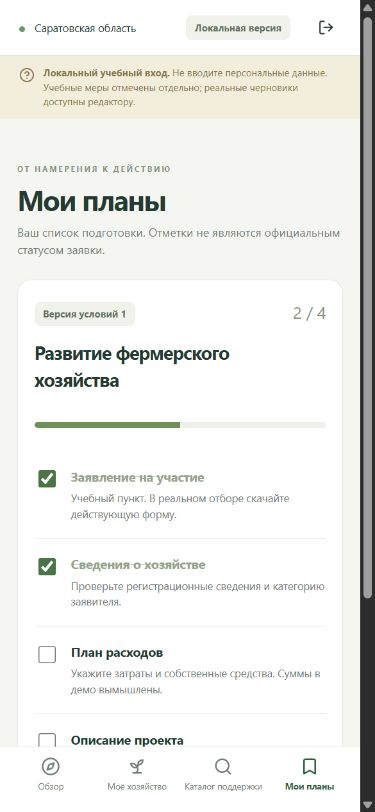 Саратовская область
Локальная версия
Локальный учебный вход. Не вводите персональные данные.
Учебные меры отмечены отдельно; реальные черновики
доступны редактору.
ОТ НАМЕРЕНИЯ К ДЕЙСТВИЮ
Мои планы
Ваш список подготовки. Отметки не являются официальным
статусом заявки.
Версия условий 1
2 / 4
Развитие фермерского
хозяйства
Заявление на участие
Учебный пункт. В реальном отборе скачайте
действующую форму.
Сведения о хозяйстве
Проверьте регистрационные сведения и категорию
заявителя.
План расходов
Укажите затраты и собственные средства. Суммы в
демо вымышлены.
Описание проекта
Обзор
Моё хозяйство
Каталог поддержки
Мои планы